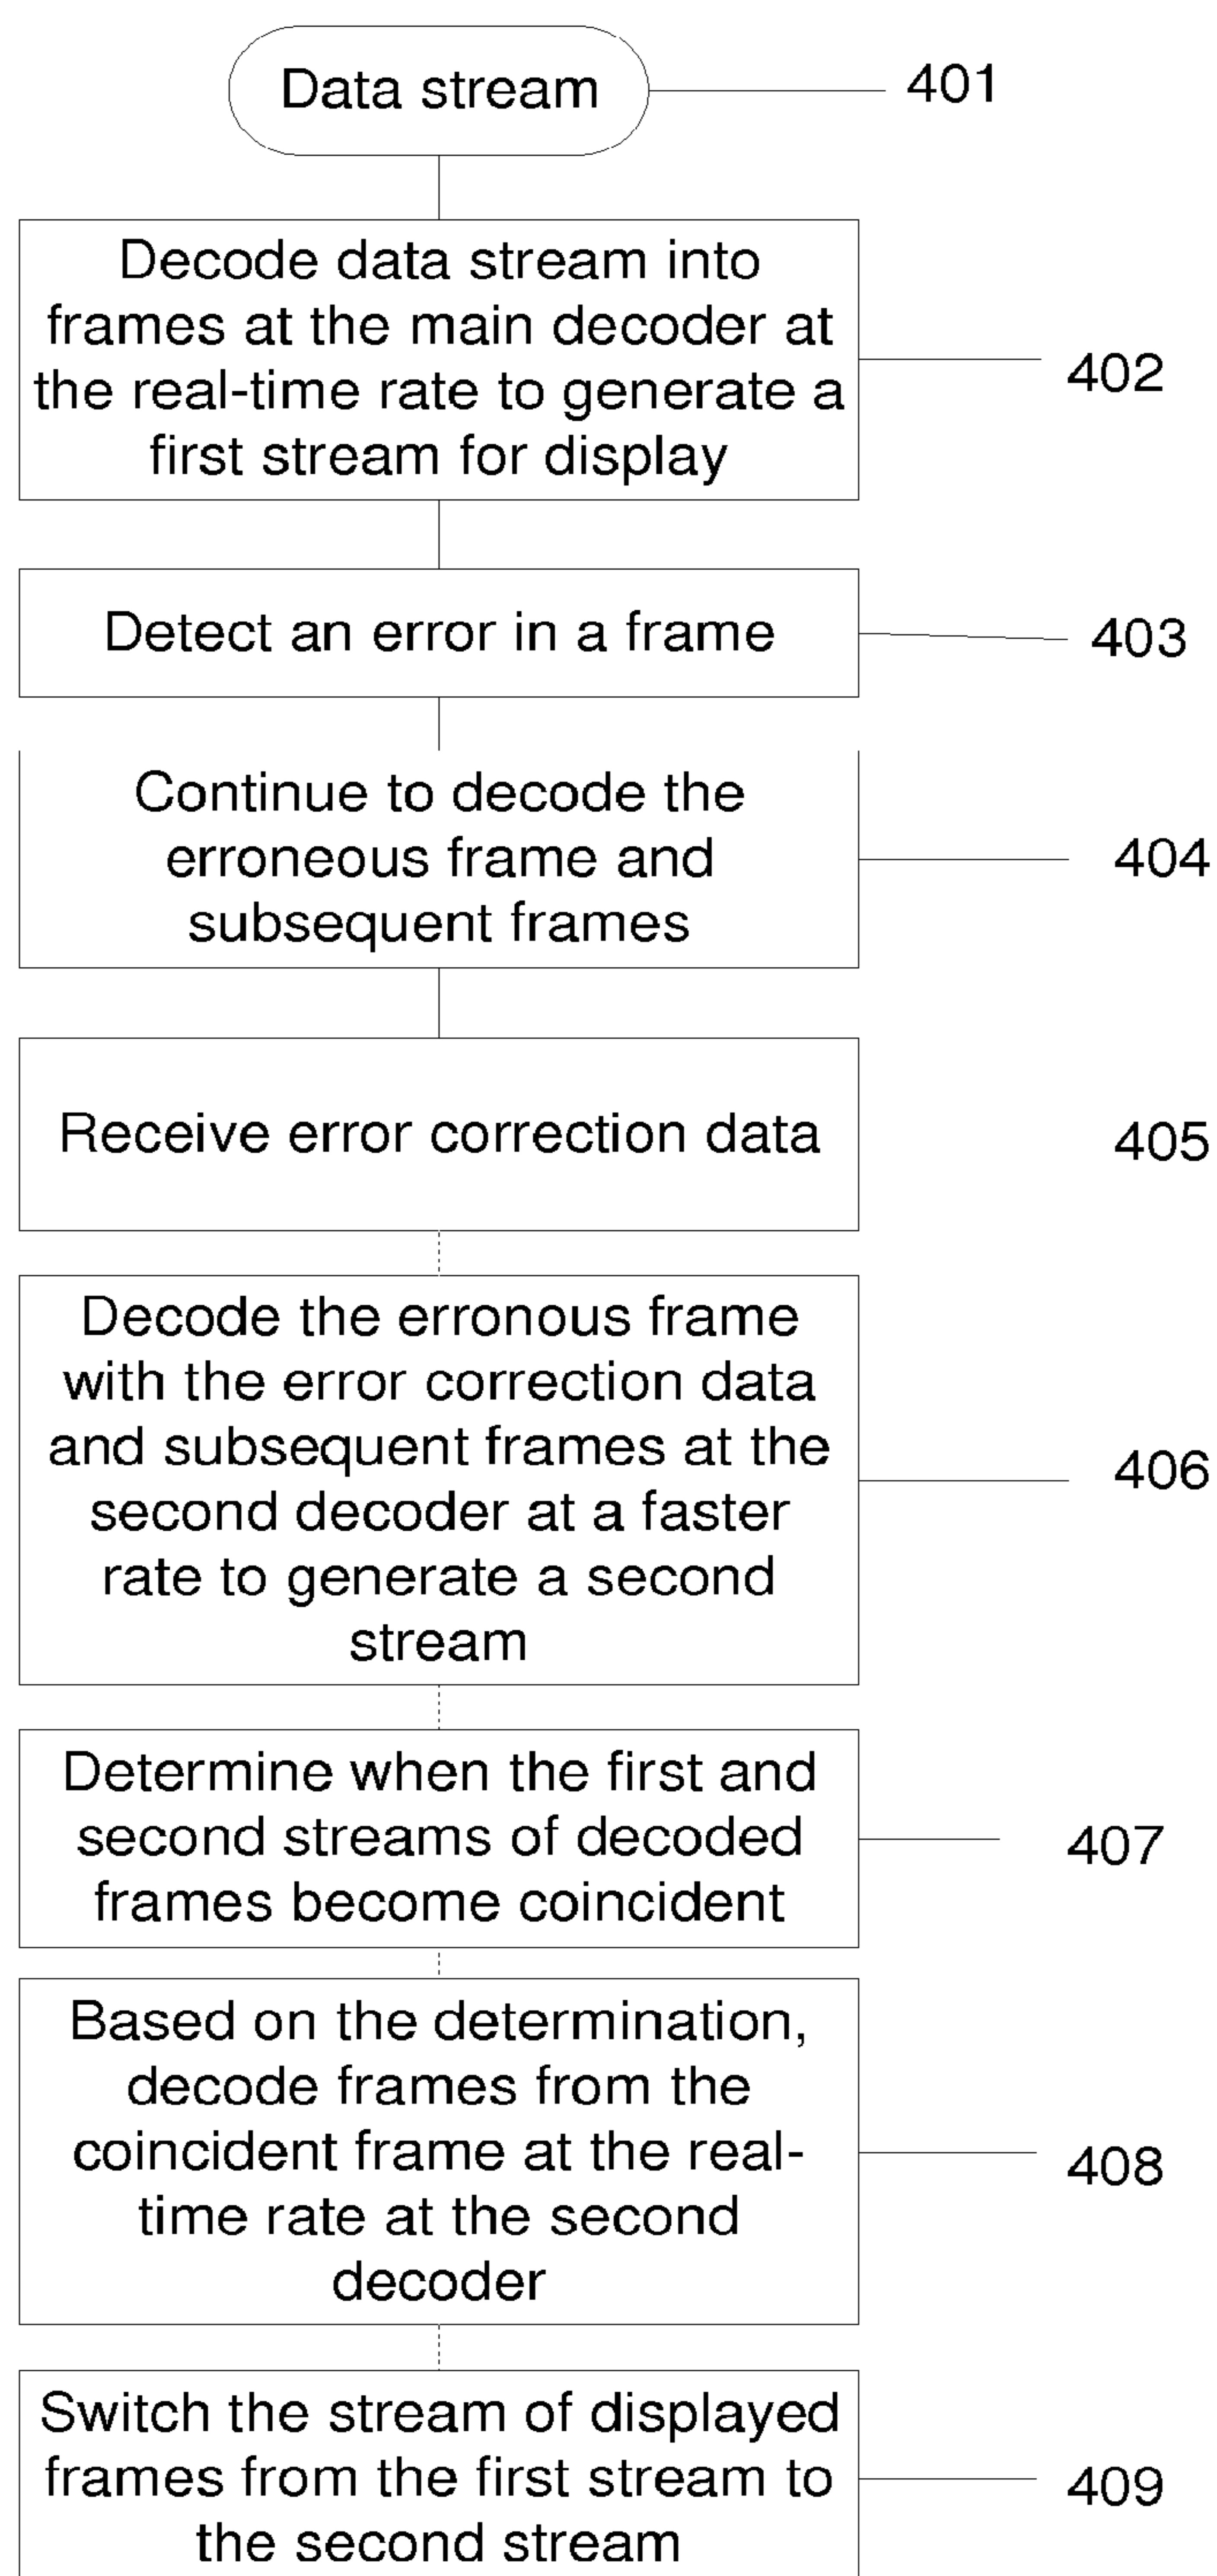 Data stream
401
Decode data stream into
frames at the main decoder at
the real-time rate to generate a
first stream for display
402
Detect an error in a frame
403
Continue to decode the
erroneous frame and
subsequent frames
404
Receive error correction data
405
Decode the erronous frame
with the error correction data
and subsequent frames at the
second decoder at a faster
rate to generate a second
stream
406
Determine when the first and
second streams of decoded
frames become coincident
407
Based on the determination,
decode frames from the
coincident frame at the real-
time rate at the second
decoder
408
Switch the stream of displayed
frames from the first stream to
the second stream
409